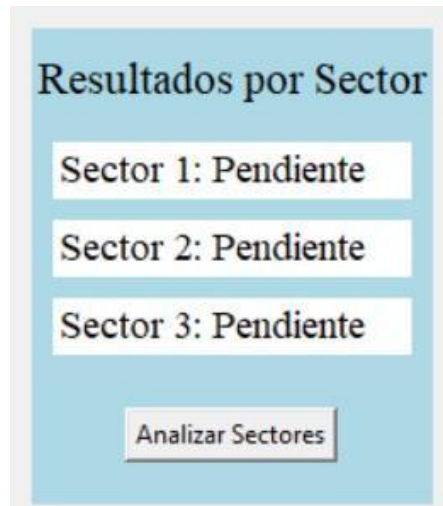 Resultados por Sector
Sector 1: Pendiente
Sector 2: Pendiente
Sector 3: Pendiente
Analizar Sectores